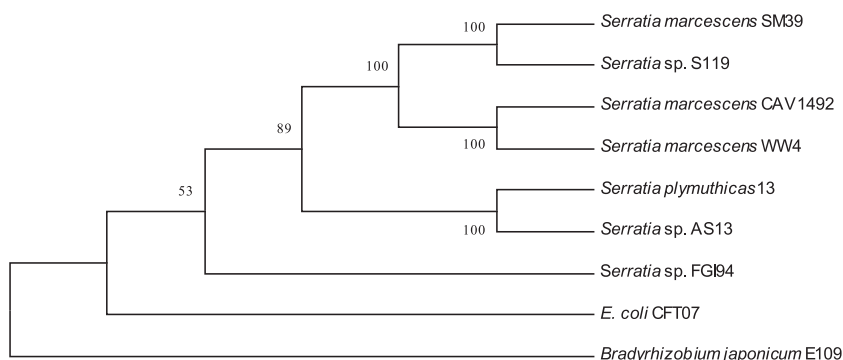 100
Serratia marcescens SM39
100
Serratia sp. S119
89
Serratia marcescens CAV1492
100
Serratia marcescens WW4
53
Serratia plymuthicas13
100
Serratia sp. AS13
Serratia sp. FGI94
E. coli CFT07
Bradyrhizobium japonicum E109